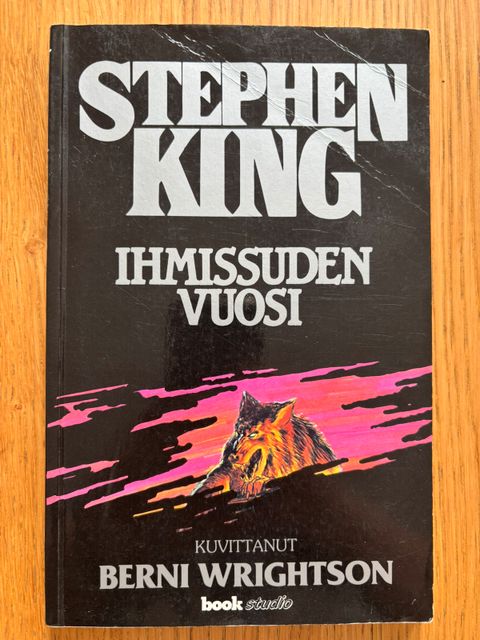 STEPHEN
KING
IHMISSUDEN
VUOSI
KUVITTANUT
BERNI WRIGHTSON
book studio